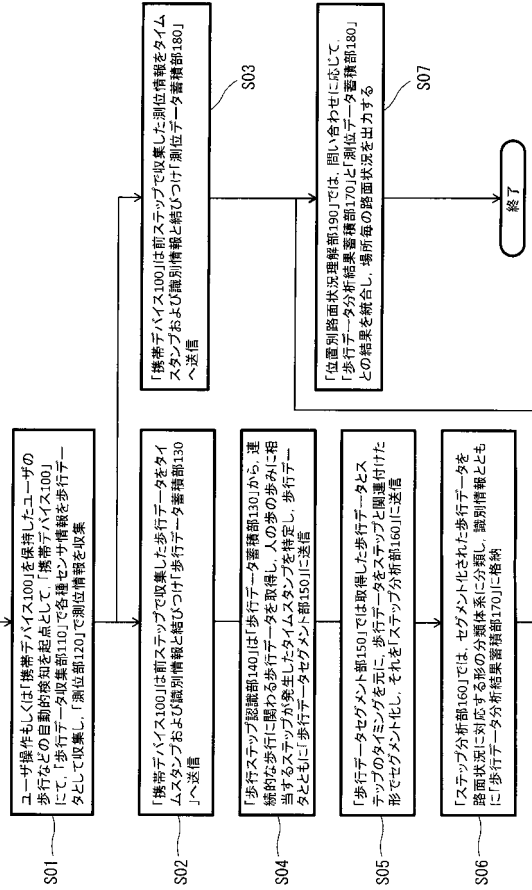 ユーザ操作もしくは「携帯デバイス100」を保持したユーザの
歩行などの自動的検知を起点として、「携帯デバイス100」
にて、「歩行データ収集部110」で各種センサ情報を歩行デー
タとして収集し、「測位部120」で測位情報を収集
S01
「携帯デバイス100」は前ステップで収集した歩行データをタイ
ムスタンプおよび識別情報と結びつけ「歩行データ蓄積部130
」へ送信
S02
「携帯デバイス100」は前ステップで収集した測位情報をタイム
スタンプおよび識別情報と結びつけ「測位データ蓄積部180」
へ送信
S03
「歩行ステップ認識部140」は「歩行データ蓄積部130」から、連
続的な歩行に関わる歩行データを取得し、人の歩の歩みに相
当するステップが発生したタイムスタンプを特定し、歩行デー
タとともに「歩行データセグメント部150」に送信
S04
「歩行データセグメント部150」では取得した歩行データとス
テップのタイミングを元に、歩行データをステップと関連付けた
形でセグメント化し、それを「ステップ分析部160」に送信
S05
「ステップ分析部160」では、セグメント化された歩行データを
路面状況に対応する形の分類体系に分類し、識別情報ととも
に「歩行データ分析結果蓄積部170」に格納
S06
「位置別路面状況理解部190」では、問い合わせに応じて、
「歩行データ分析結果蓄積部170」と「測位データ蓄積部180」
との結果を統合し、場所毎の路面状況を出力する
S07
終了